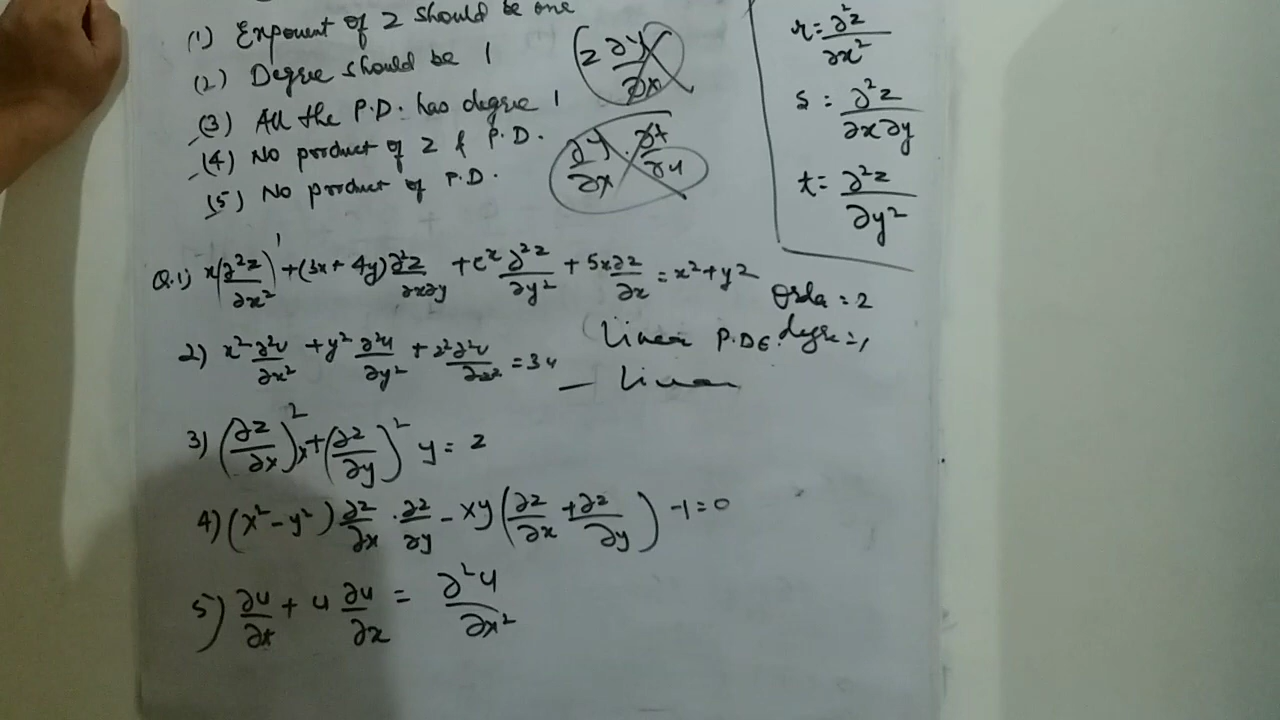 (1) Exponent of z should be one
(2) Degree should be 1
(z ∂y/∂x)
(3) All the P.D. has degree 1
(4) No product of z & P.D.
∂y/∂x · ∂x/∂y
(5) No product of P.D.
r = ∂²z/∂x²
s = ∂²z/∂x∂y
t = ∂²z/∂y²
Q.1) x(∂²z/∂x²)¹ + (3x + 4y) ∂²z/∂x∂y + eˣ ∂²z/∂y² + 5x ∂z/∂x = x² + y²
Order = 2
Linear P.D.E. degree = 1
2) x² ∂²u/∂x² + y² ∂²u/∂y² + z² ∂²u/∂z² = 3u
— Linear
3) (∂z/∂x)² x + (∂z/∂y)² y = z
4) (x² - y²) ∂z/∂x · ∂z/∂y - xy (∂z/∂x + ∂z/∂y) - 1 = 0
5) ∂u/∂t + u ∂u/∂x = ∂²u/∂x²